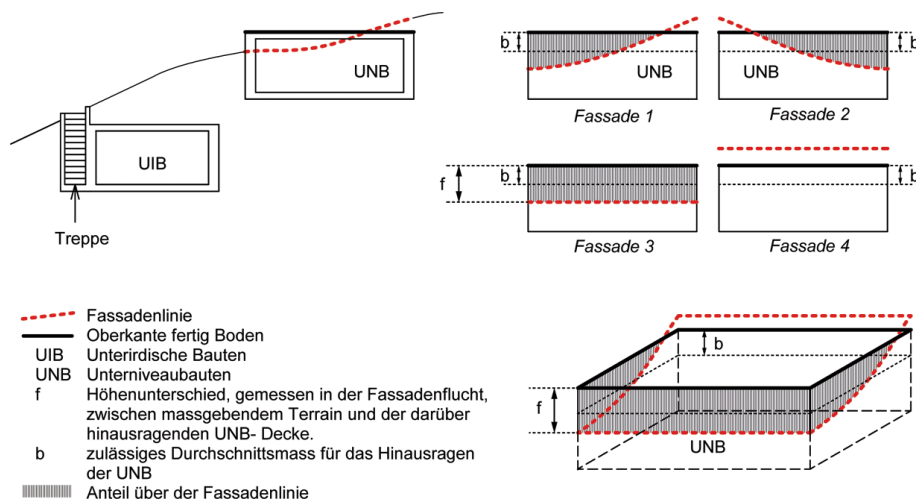 UNB
UIB
Treppe
b
UNB
Fassade 1
b
UNB
Fassade 2
f
b
Fassade 3
b
Fassade 4
Fassadenlinie
Oberkante fertig Boden
UIB Unterirdische Bauten
UNB Unterniveaubauten
f Höhenunterschied, gemessen in der Fassadenflucht,
zwischen massgebendem Terrain und der darüber
hinausragenden UNB- Decke.
b zulässiges Durchschnittsmass für das Hinausragen
der UNB
Anteil über der Fassadenlinie
b
f
UNB